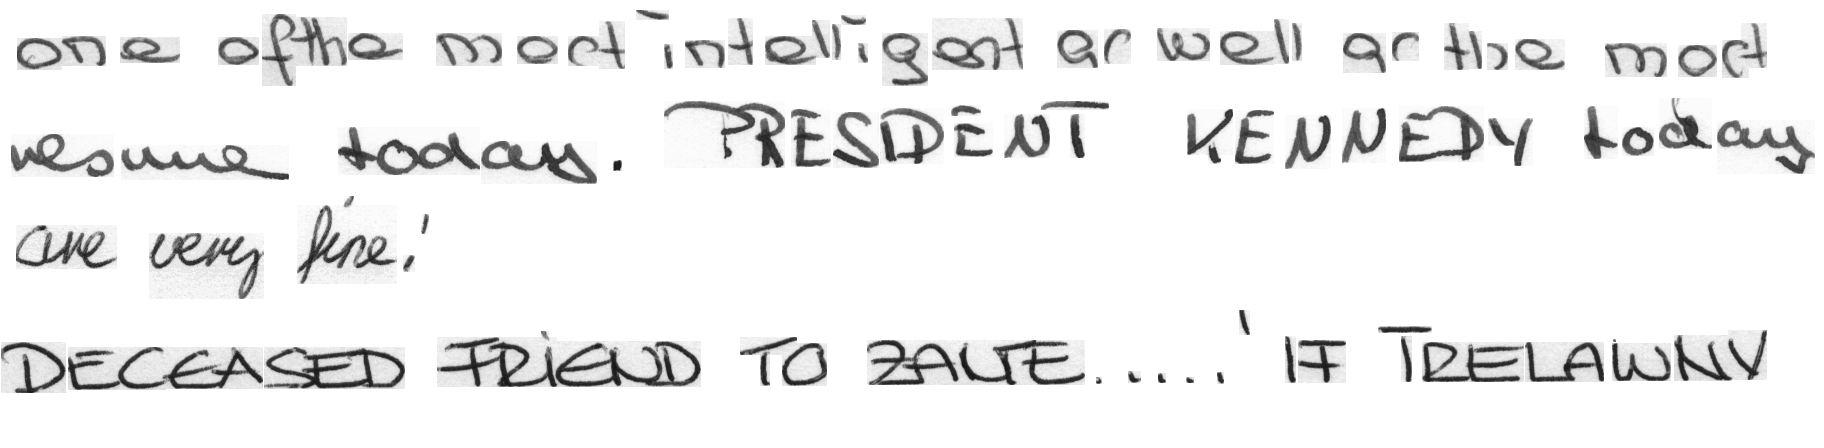 one of the most intelligent as well as the most
resume today. PRESIDENT KENNEDY today
are very fine!
DECEASED FRIEND TO ZALTE.....' IF TRELAWNY